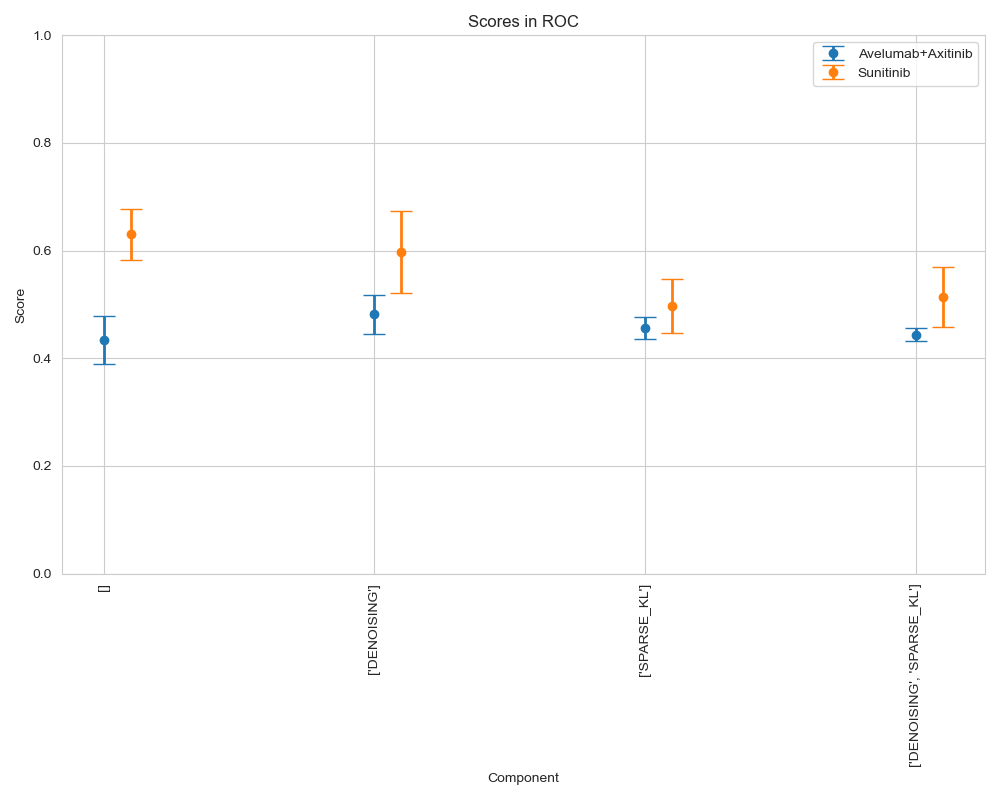 Scores in ROC
Avelumab+Axitinib
Sunitinib
1.0
0.8
0.6
0.4
0.2
0.0
Score
[]
['DENOISING']
['SPARSE_KL']
['DENOISING', 'SPARSE_KL']
Component